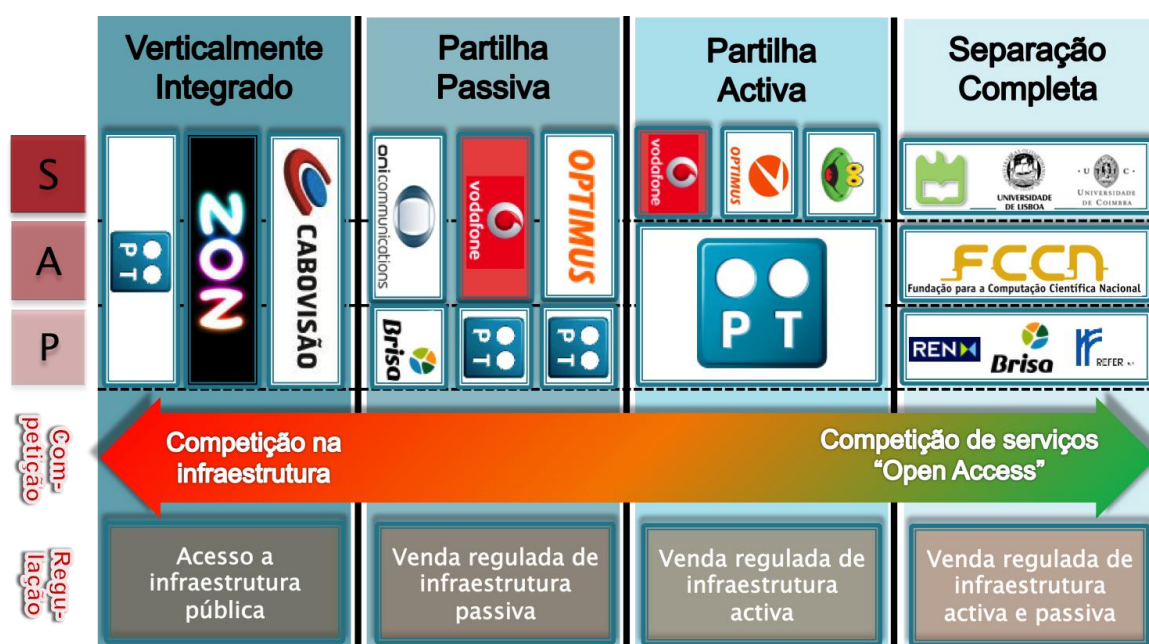 Verticalmente
Integrado
Partilha
Passiva
Partilha
Activa
Separação
Completa
S
A
P
PT
ZON
CABOVISÃO
onicommunications
vodafone
OPTIMUS
Brisa
PT
PT
vodafone
OPTIMUS
PT
UNIVERSIDADE
DE LISBOA
· U C ·
UNIVERSIDADE
DE COIMBRA
FCCN
Fundação para a Computação Científica Nacional
REN
Brisa
REFER
Com-
petição
Competição na
infraestrutura
Competição de serviços
“Open Access”
Regu-
lação
Acesso a
infraestrutura
pública
Venda regulada de
infraestrutura
passiva
Venda regulada de
infraestrutura
activa
Venda regulada de
infraestrutura
activa e passiva